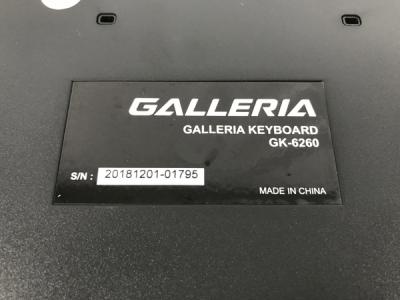 GALLERIA
GALLERIA KEYBOARD
GK-6260
S/N : 20181201-01795
MADE IN CHINA